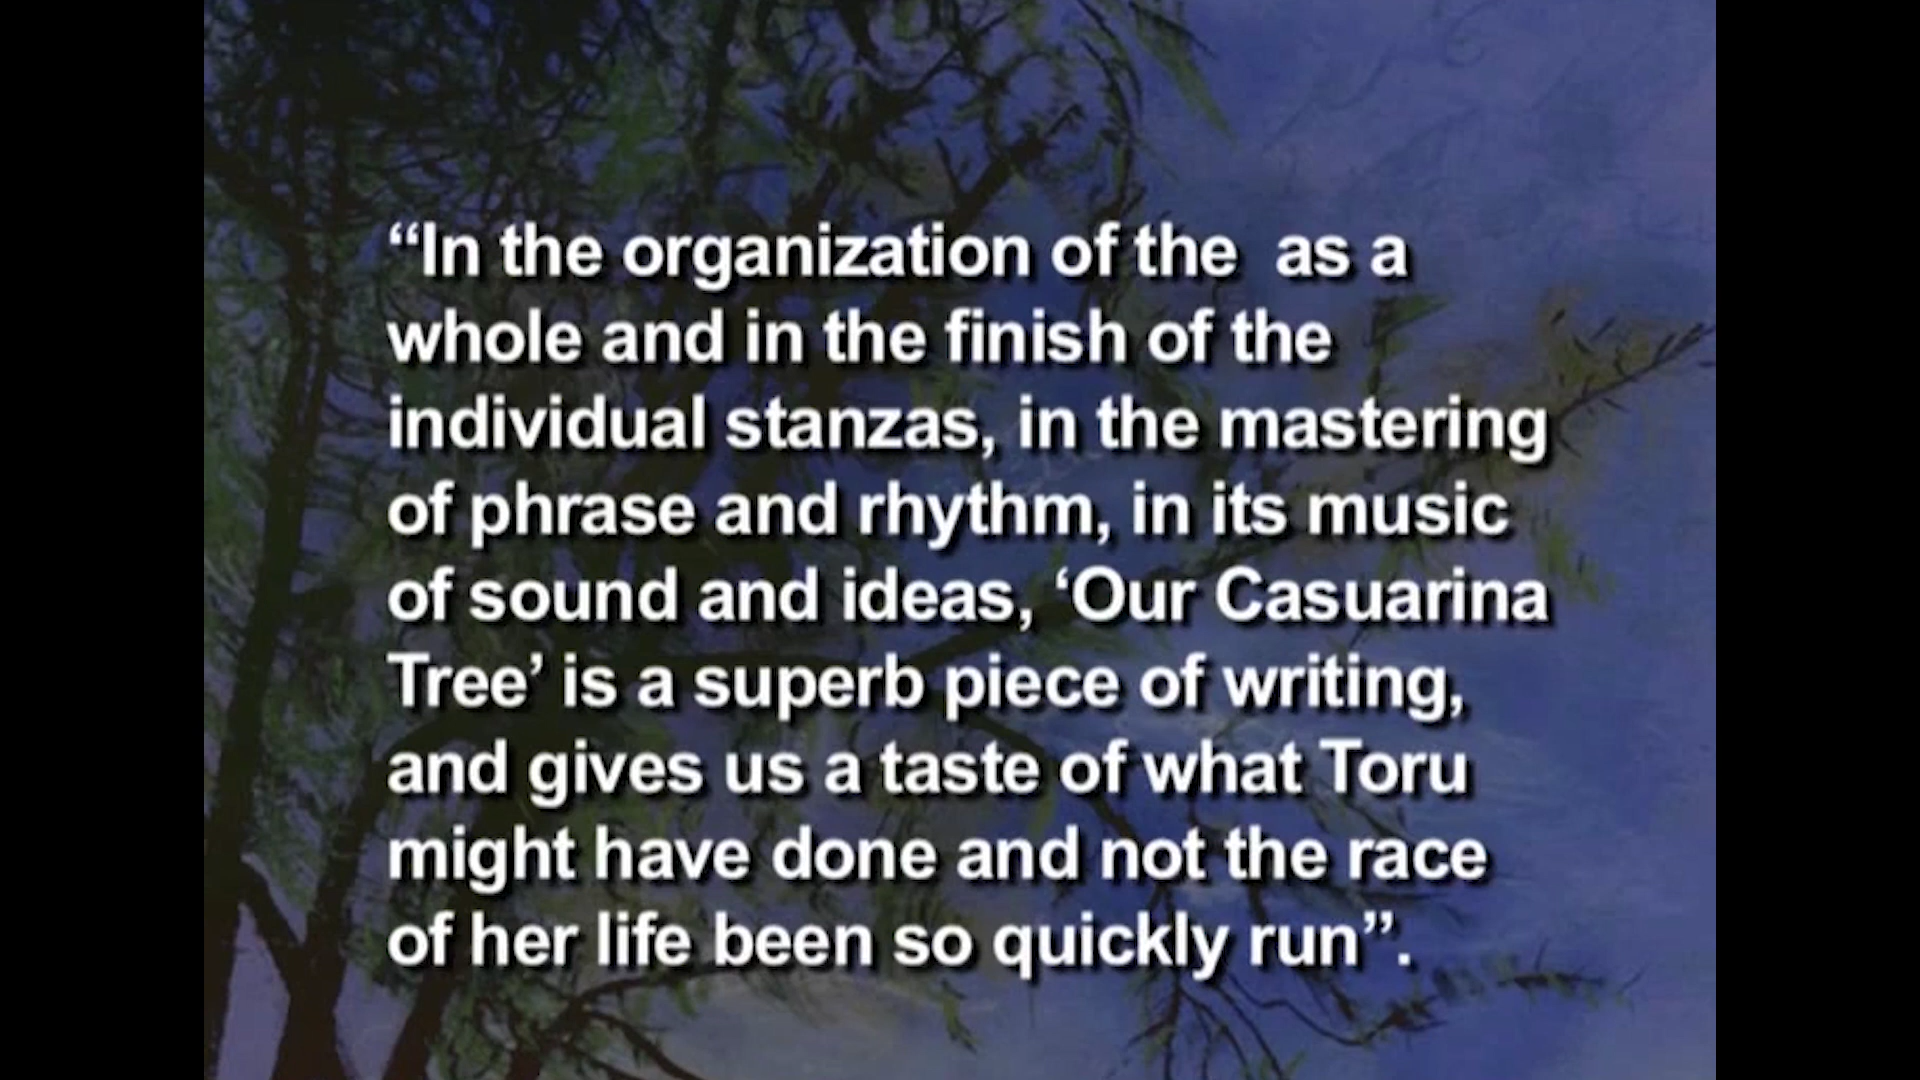 “In the organization of the  as a
whole and in the finish of the
individual stanzas, in the mastering
of phrase and rhythm, in its music
of sound and ideas, ‘Our Casuarina
Tree’ is a superb piece of writing,
and gives us a taste of what Toru
might have done and not the race
of her life been so quickly run”.